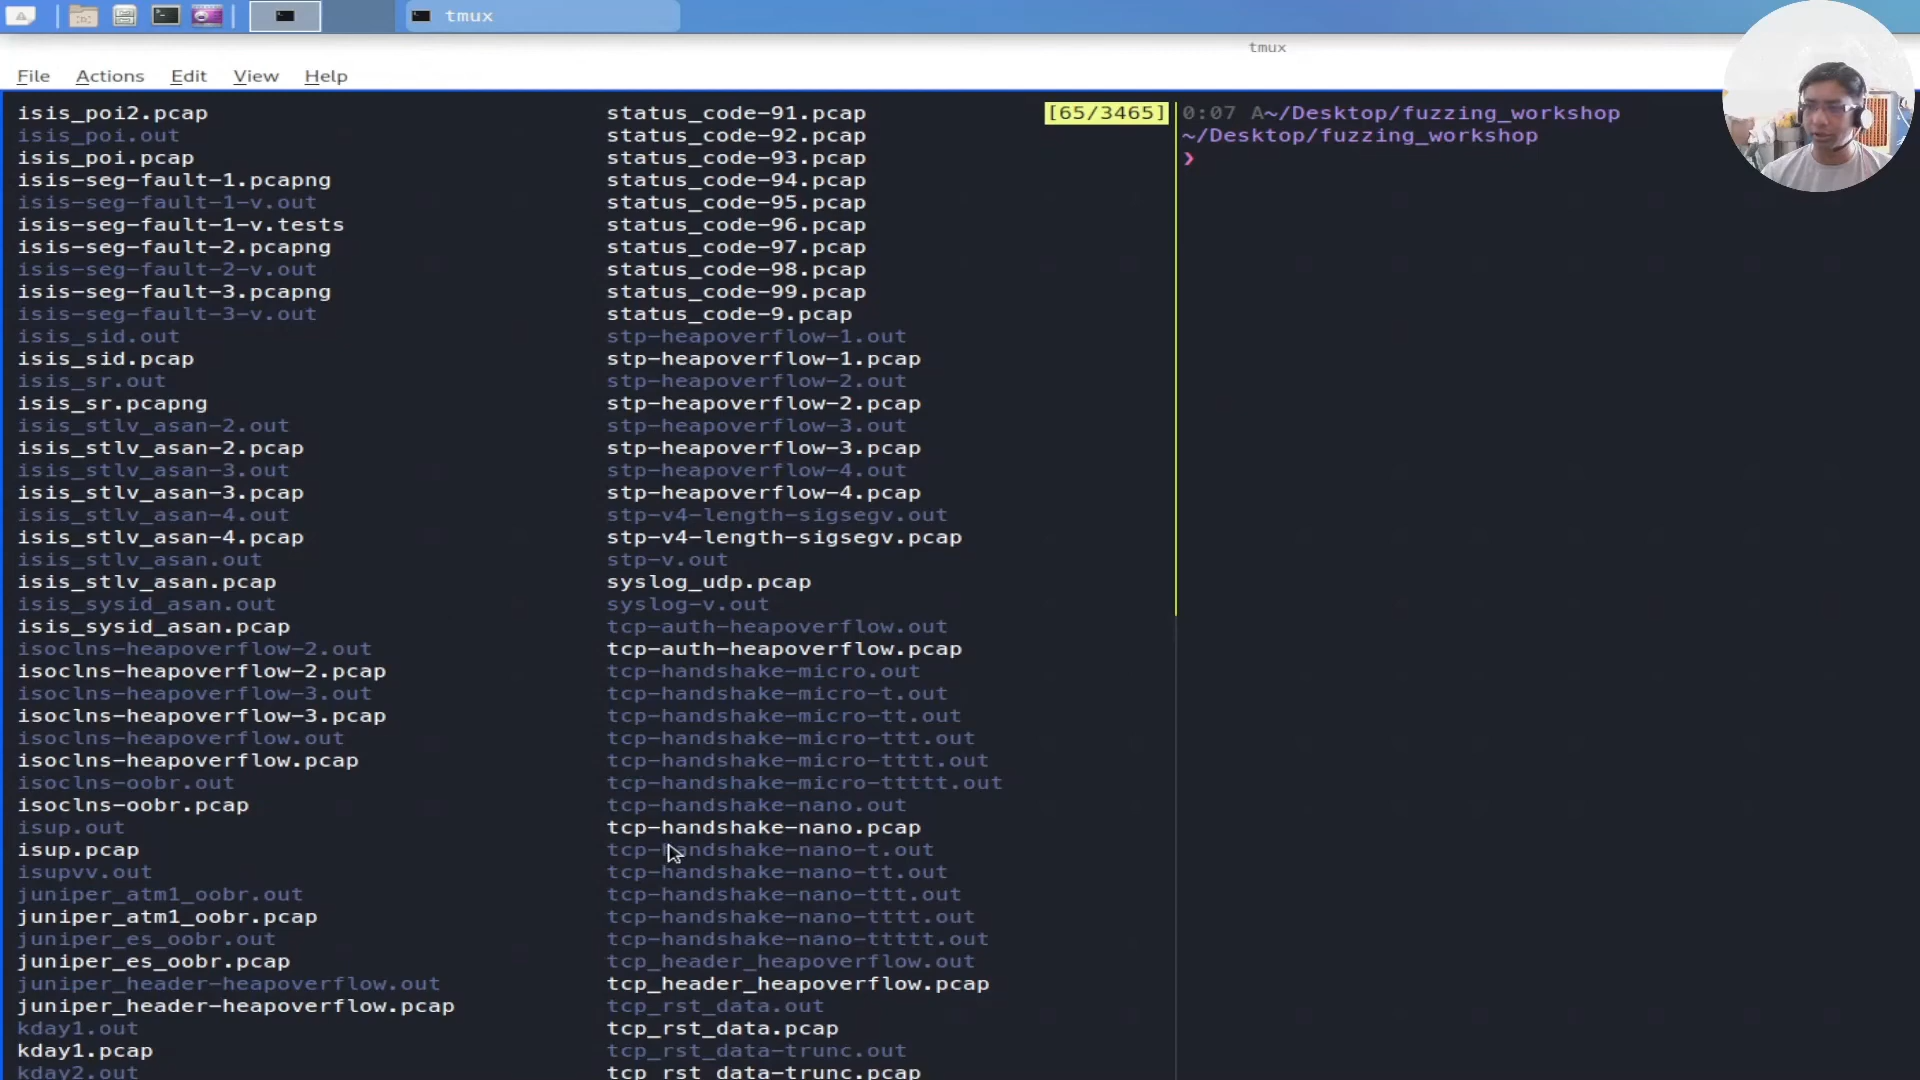 tmux
tmux
File Actions Edit View Help
isis_poi2.pcap
isis_poi.out
isis_poi.pcap
isis-seg-fault-1.pcapng
isis-seg-fault-1-v.out
isis-seg-fault-1-v.tests
isis-seg-fault-2.pcapng
isis-seg-fault-2-v.out
isis-seg-fault-3.pcapng
isis-seg-fault-3-v.out
isis_sid.out
isis_sid.pcap
isis_sr.out
isis_sr.pcapng
isis_stlv_asan-2.out
isis_stlv_asan-2.pcap
isis_stlv_asan-3.out
isis_stlv_asan-3.pcap
isis_stlv_asan-4.out
isis_stlv_asan-4.pcap
isis_stlv_asan.out
isis_stlv_asan.pcap
isis_sysid_asan.out
isis_sysid_asan.pcap
isoclns-heapoverflow-2.out
isoclns-heapoverflow-2.pcap
isoclns-heapoverflow-3.out
isoclns-heapoverflow-3.pcap
isoclns-heapoverflow.out
isoclns-heapoverflow.pcap
isoclns-oobr.out
isoclns-oobr.pcap
isup.out
isup.pcap
isupvv.out
juniper_atm1_oobr.out
juniper_atm1_oobr.pcap
juniper_es_oobr.out
juniper_es_oobr.pcap
juniper_header-heapoverflow.out
juniper_header-heapoverflow.pcap
kday1.out
kday1.pcap
kday2.out
status_code-91.pcap
status_code-92.pcap
status_code-93.pcap
status_code-94.pcap
status_code-95.pcap
status_code-96.pcap
status_code-97.pcap
status_code-98.pcap
status_code-99.pcap
status_code-9.pcap
stp-heapoverflow-1.out
stp-heapoverflow-1.pcap
stp-heapoverflow-2.out
stp-heapoverflow-2.pcap
stp-heapoverflow-3.out
stp-heapoverflow-3.pcap
stp-heapoverflow-4.out
stp-heapoverflow-4.pcap
stp-v4-length-sigsegv.out
stp-v4-length-sigsegv.pcap
stp-v.out
syslog_udp.pcap
syslog-v.out
tcp-auth-heapoverflow.out
tcp-auth-heapoverflow.pcap
tcp-handshake-micro.out
tcp-handshake-micro-t.out
tcp-handshake-micro-tt.out
tcp-handshake-micro-ttt.out
tcp-handshake-micro-tttt.out
tcp-handshake-micro-ttttt.out
tcp-handshake-nano.out
tcp-handshake-nano.pcap
tcp-handshake-nano-t.out
tcp-handshake-nano-tt.out
tcp-handshake-nano-ttt.out
tcp-handshake-nano-tttt.out
tcp-handshake-nano-ttttt.out
tcp_header_heapoverflow.out
tcp_header_heapoverflow.pcap
tcp_rst_data.out
tcp_rst_data.pcap
tcp_rst_data-trunc.out
tcp_rst_data-trunc.pcap
[65/3465]
0:07 A~/Desktop/fuzzing_workshop
~/Desktop/fuzzing_workshop
❯